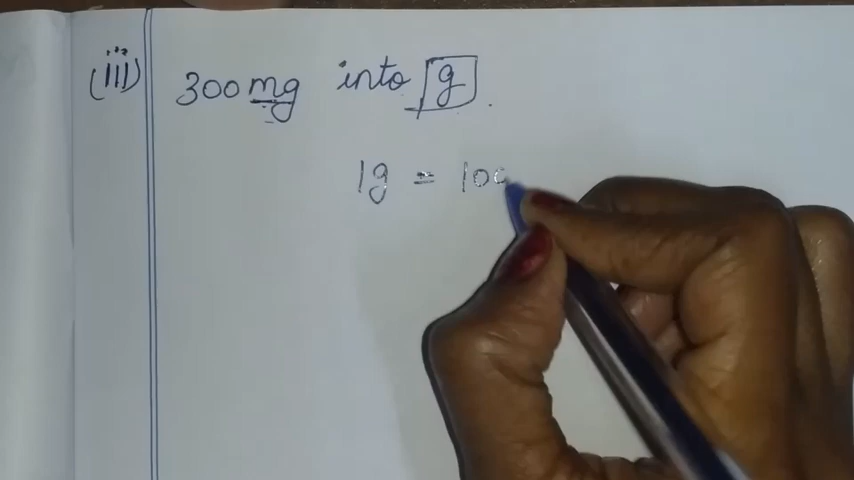 (iii) 300 mg into g.
1g = 100